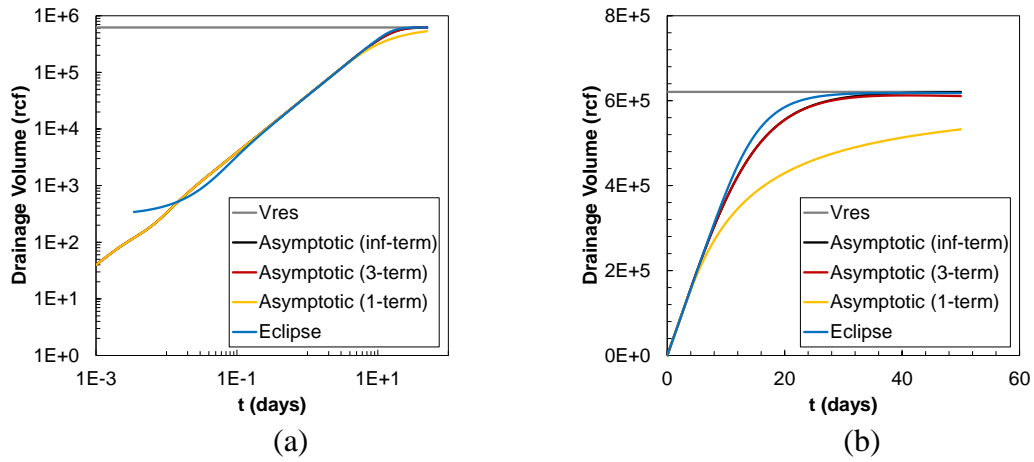 1E+6
1E+5
1E+4
1E+3
1E+2
1E+1
1E+0
Drainage Volume (rcf)
1E-3
1E-1
1E+1
t (days)
Vres
Asymptotic (inf-term)
Asymptotic (3-term)
Asymptotic (1-term)
Eclipse
(a)
8E+5
6E+5
4E+5
2E+5
0E+0
Drainage Volume (rcf)
0
20
40
60
t (days)
Vres
Asymptotic (inf-term)
Asymptotic (3-term)
Asymptotic (1-term)
Eclipse
(b)